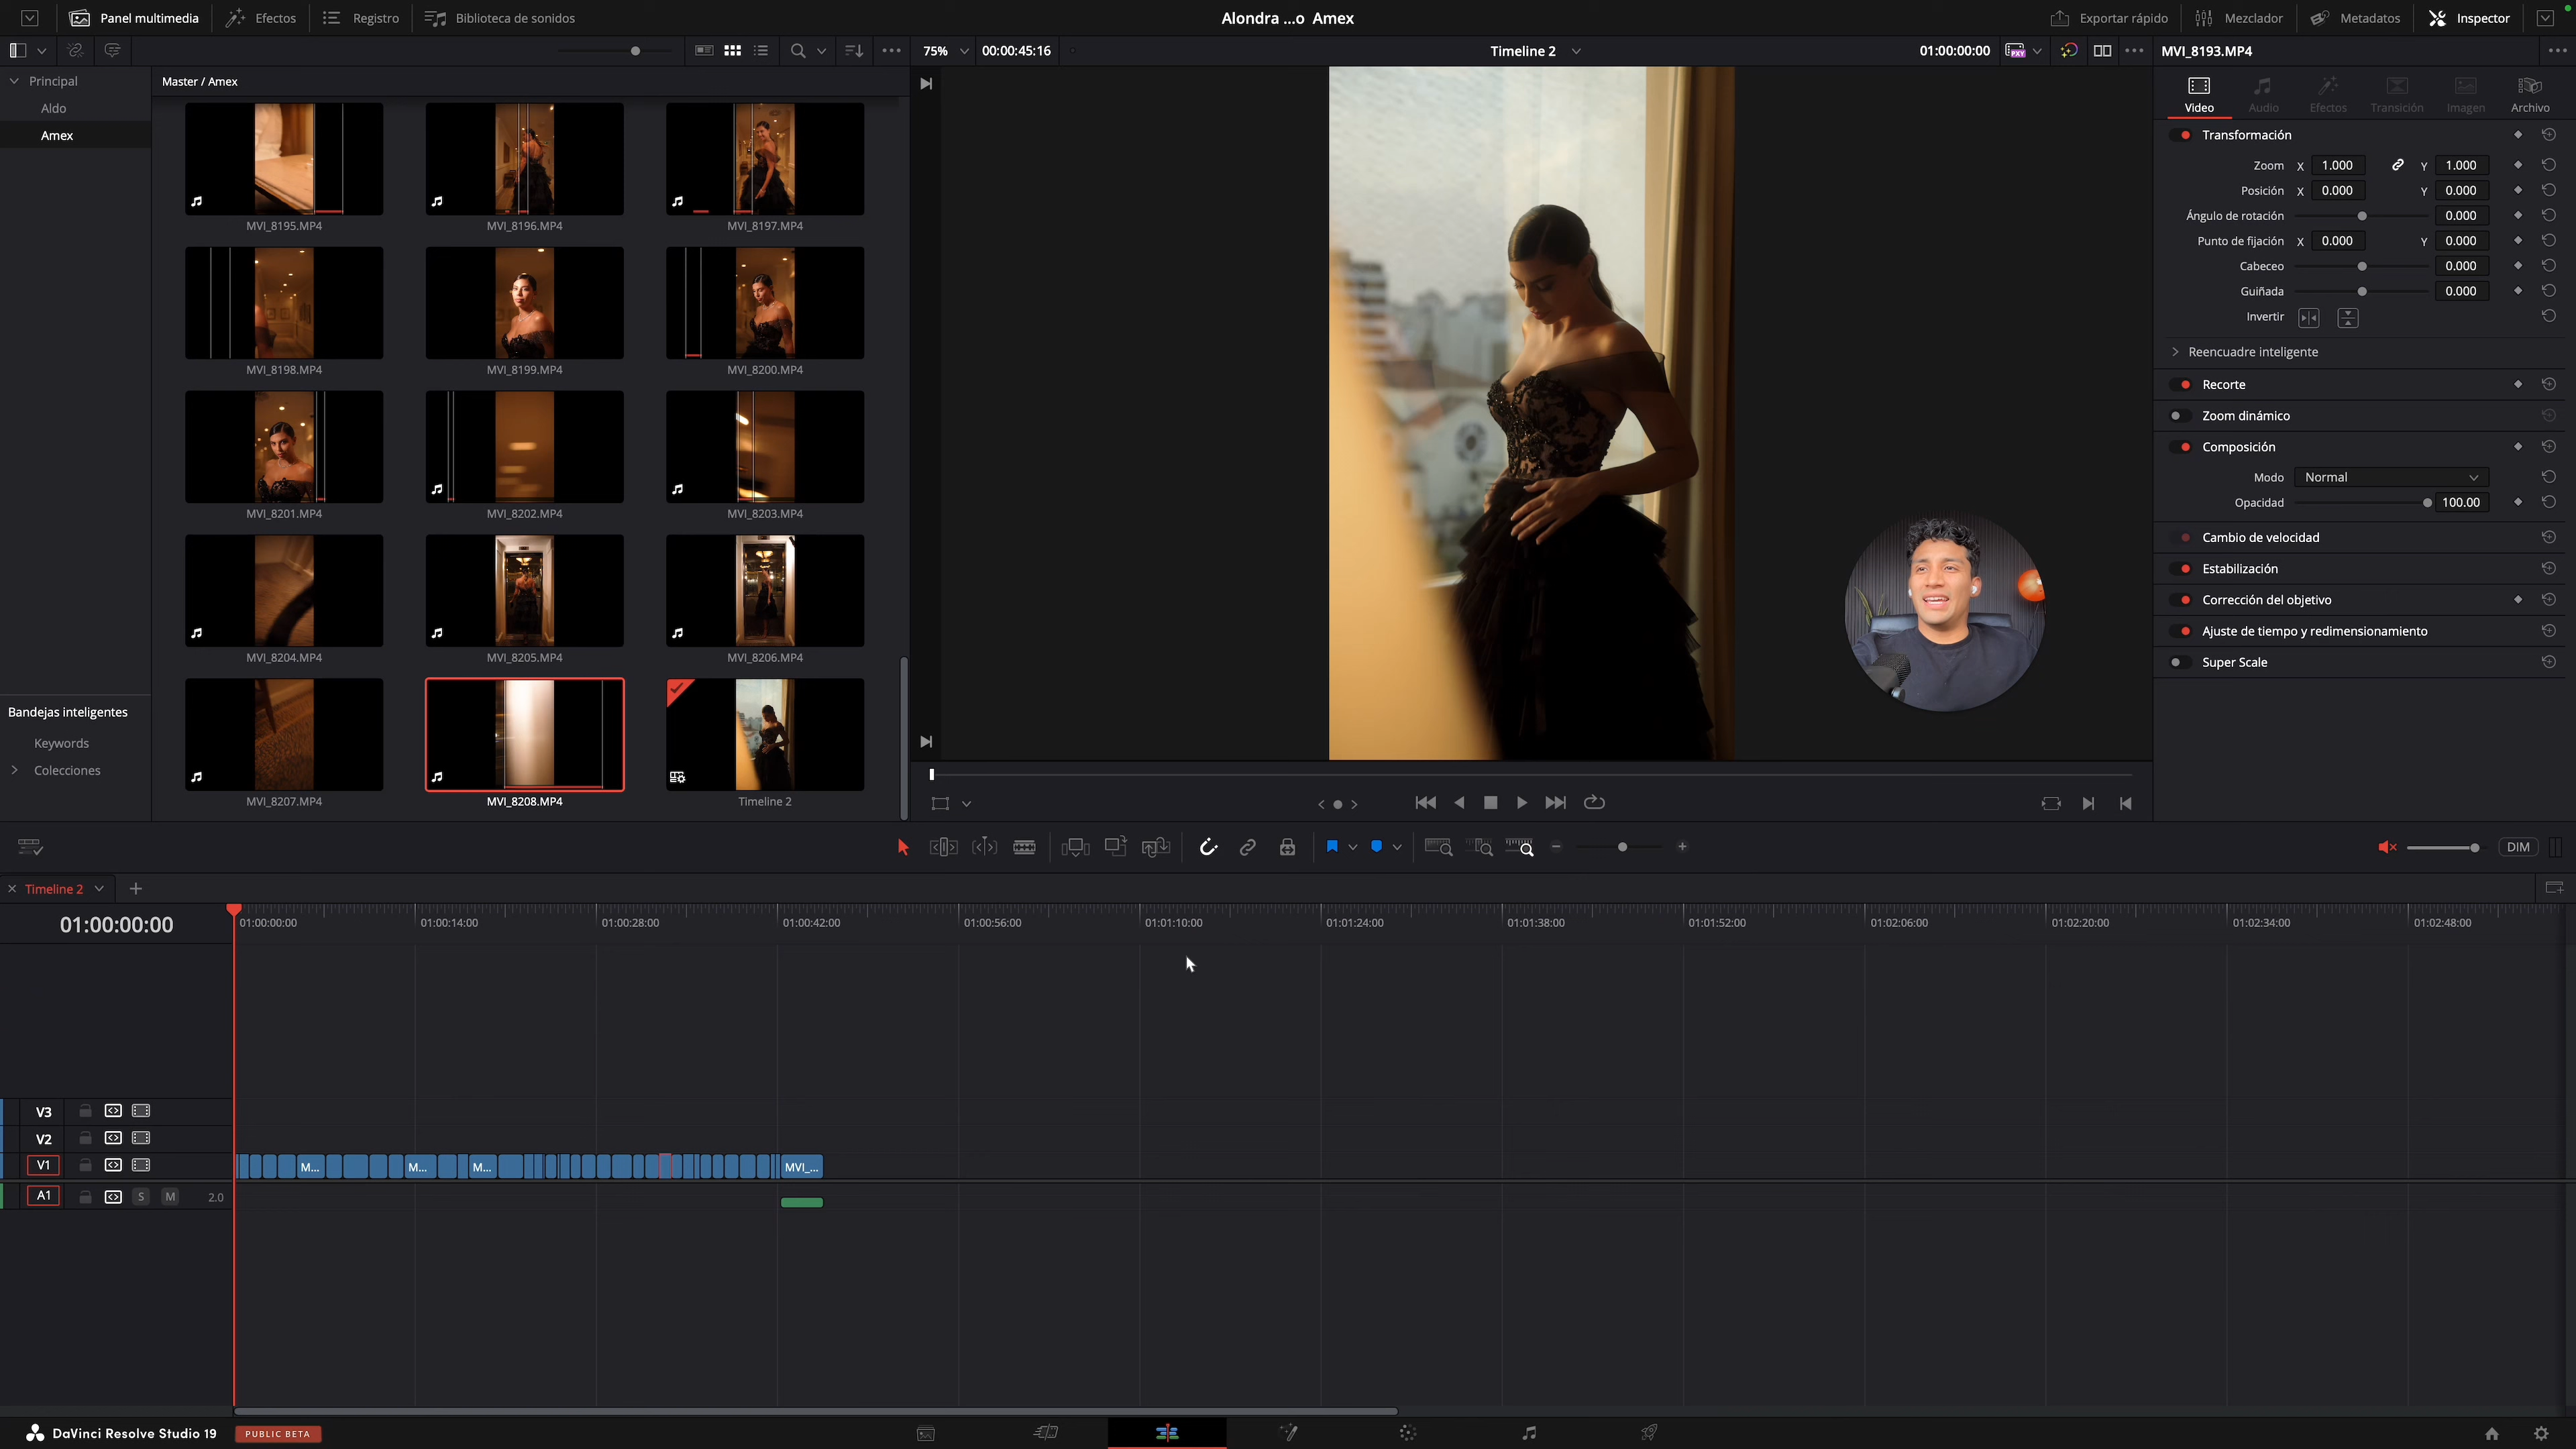 Panel multimedia
Efectos
Registro
Biblioteca de sonidos
Alondra ...o Amex
Exportar rápido
Mezclador
Metadatos
Inspector
75%
00:00:45:16
Timeline 2
01:00:00:00
PXY
MVI_8193.MP4
Principal
Aldo
Amex
Master / Amex
MVI_8195.MP4
MVI_8196.MP4
MVI_8197.MP4
MVI_8198.MP4
MVI_8199.MP4
MVI_8200.MP4
MVI_8201.MP4
MVI_8202.MP4
MVI_8203.MP4
MVI_8204.MP4
MVI_8205.MP4
MVI_8206.MP4
MVI_8207.MP4
MVI_8208.MP4
Timeline 2
Bandejas inteligentes
Keywords
Colecciones
Video
Audio
Efectos
Transición
Imagen
Archivo
Transformación
Zoom X 1.000 Y 1.000
Posición X 0.000 Y 0.000
Ángulo de rotación 0.000
Punto de fijación X 0.000 Y 0.000
Cabeceo 0.000
Guiñada 0.000
Invertir
Reencuadre inteligente
Recorte
Zoom dinámico
Composición
Modo Normal
Opacidad 100.00
Cambio de velocidad
Estabilización
Corrección del objetivo
Ajuste de tiempo y redimensionamiento
Super Scale
DIM
Timeline 2
01:00:00:00
01:00:00:00
01:00:14:00
01:00:28:00
01:00:42:00
01:00:56:00
01:01:10:00
01:01:24:00
01:01:38:00
01:01:52:00
01:02:06:00
01:02:20:00
01:02:34:00
01:02:48:00
V3
V2
V1
M...
M...
M...
MVI_...
A1 S M 2.0
DaVinci Resolve Studio 19
PUBLIC BETA